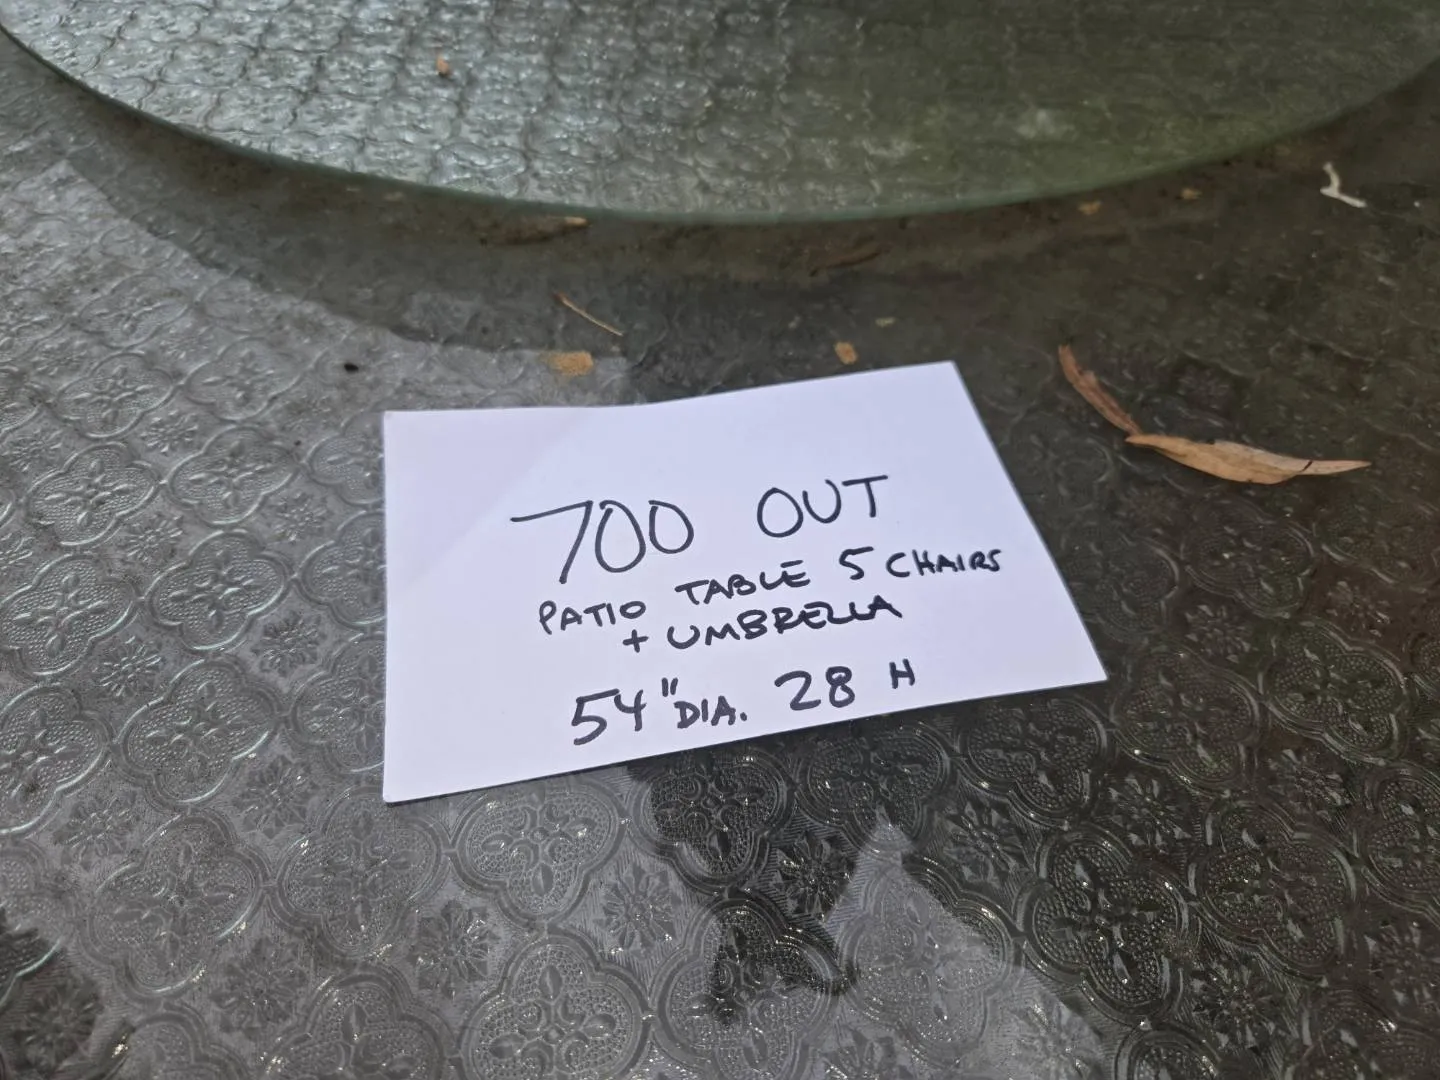 700 OUT
PATIO TABLE 5 CHAIRS
+ UMBRELLA
54" DIA. 28 H